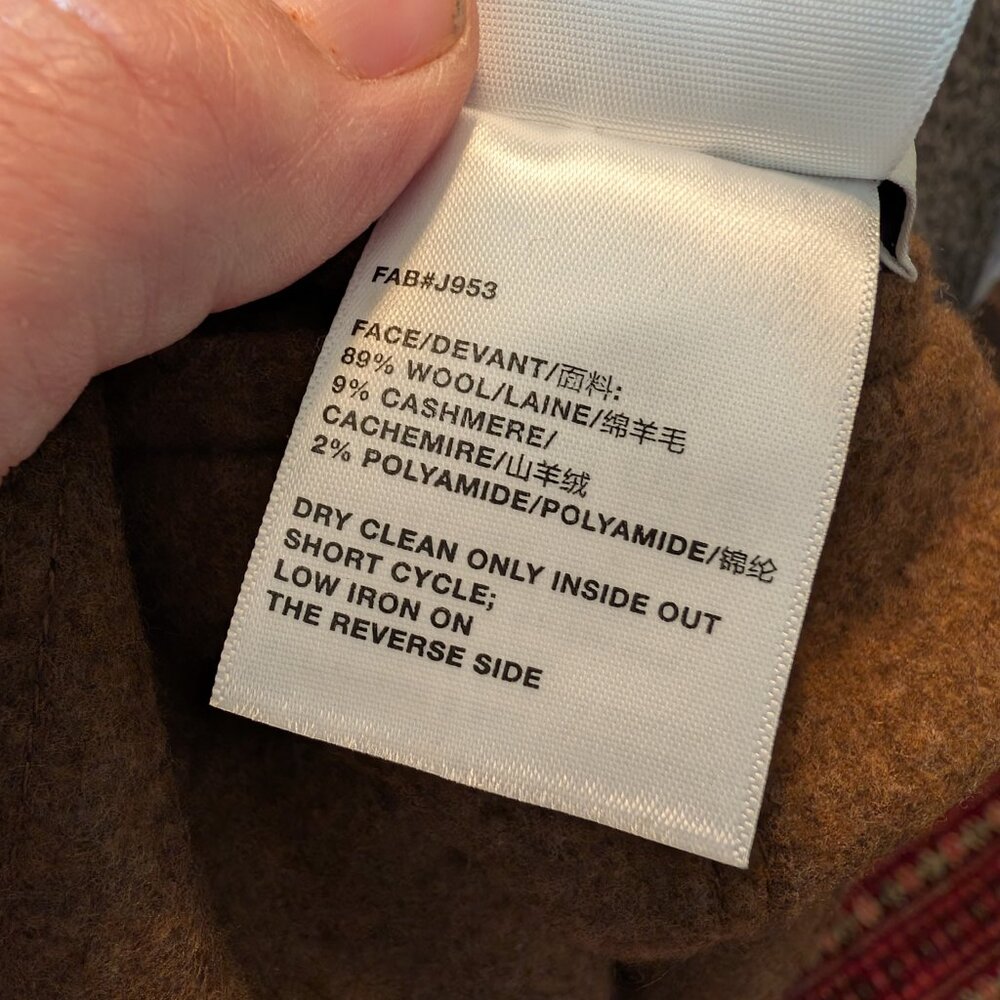 FAB#J953
FACE/DEVANT/面料:
89% WOOL/LAINE/绵羊毛
9% CASHMERE/
CACHEMIRE/山羊绒
2% POLYAMIDE/POLYAMIDE/锦纶
DRY CLEAN ONLY INSIDE OUT
SHORT CYCLE;
LOW IRON ON
THE REVERSE SIDE